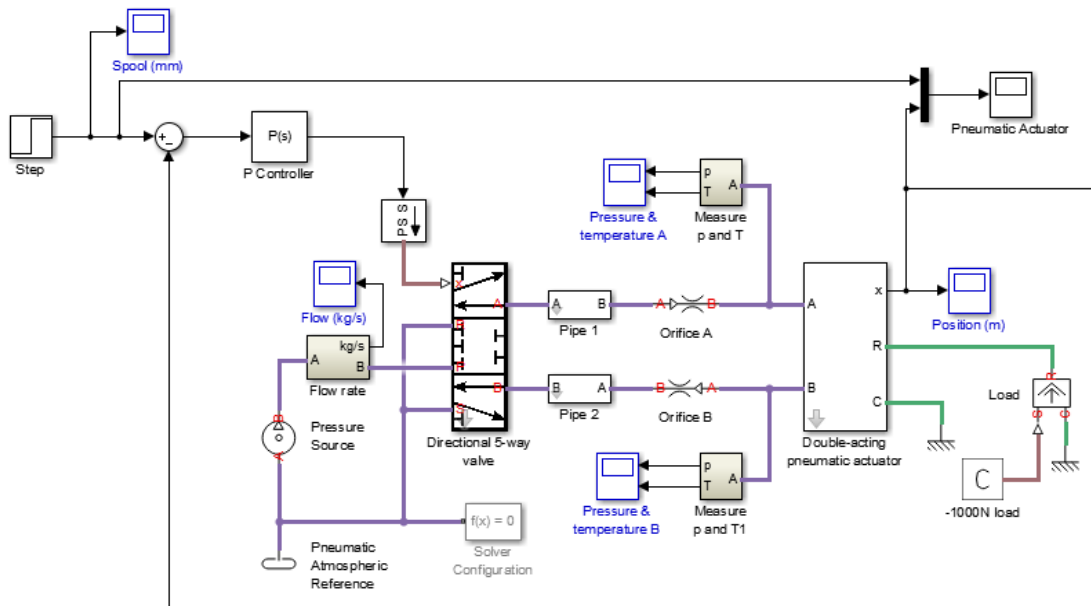 Spool (mm)
Step
+
−
P(s)
P Controller
PS S
Pneumatic Actuator
p
T
A
Pressure &
temperature A
Measure
p and T
Flow (kg/s)
kg/s
A
B
Flow rate
X
A
R
P
B
S
Directional 5-way
valve
A
B
Pipe 1
A
B
Orifice A
B
A
Pipe 2
B
A
Orifice B
A
B
x
R
C
Double-acting
pneumatic actuator
Position (m)
Load
R
S
C
C
-1000N load
B
A
Pressure
Source
p
T
A
Pressure &
temperature B
Measure
p and T1
f(x) = 0
Solver
Configuration
Pneumatic
Atmospheric
Reference